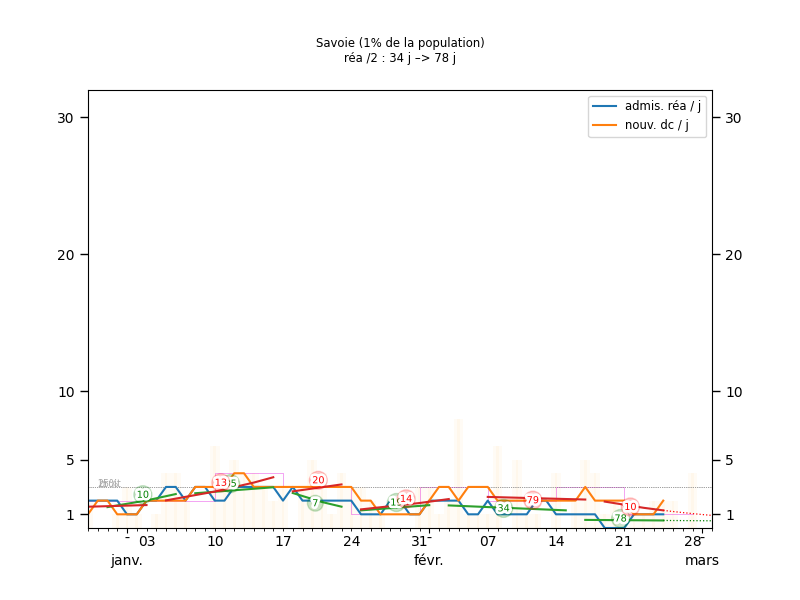 Savoie (1% de la population)
réa /2 : 34 j –> 78 j
admis. réa / j
nouv. dc / j
30 30
20 20
10 10
5 5
1 1
10 13 20 7 14 34 79 10 78
03 10 17 24 31 07 14 21 28
janv. févr. mars